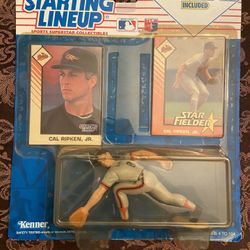 STARTING
LINEUP
SPORTS SUPERSTAR COLLECTIBLES
INCLUDED
STAR
FIELDER
CAL RIPKEN, JR.
CAL RIPKEN, JR.
Kenner